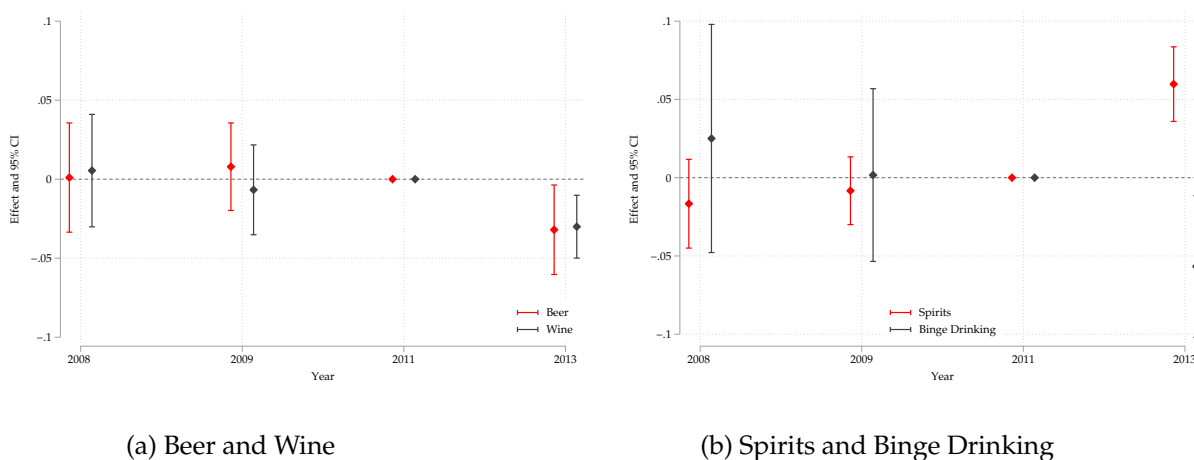 .1
.05
0
−.05
−.1
Effect and 95% CI
Beer
Wine
2008
2009
2011
2013
Year
(a) Beer and Wine
.1
.05
0
−.05
−.1
Effect and 95% CI
Spirits
Binge Drinking
2008
2009
2011
2013
Year
(b) Spirits and Binge Drinking